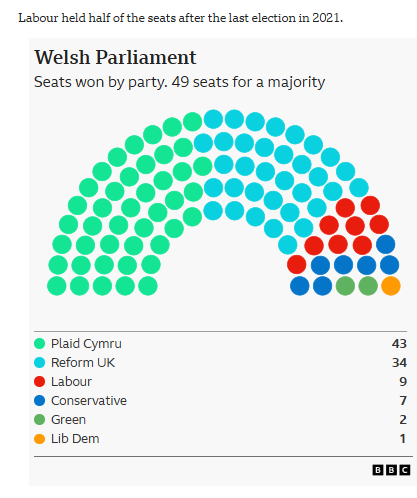 Labour held half of the seats after the last election in 2021.
Welsh Parliament
Seats won by party. 49 seats for a majority
Plaid Cymru 43
Reform UK 34
Labour 9
Conservative 7
Green 2
Lib Dem 1
BBC